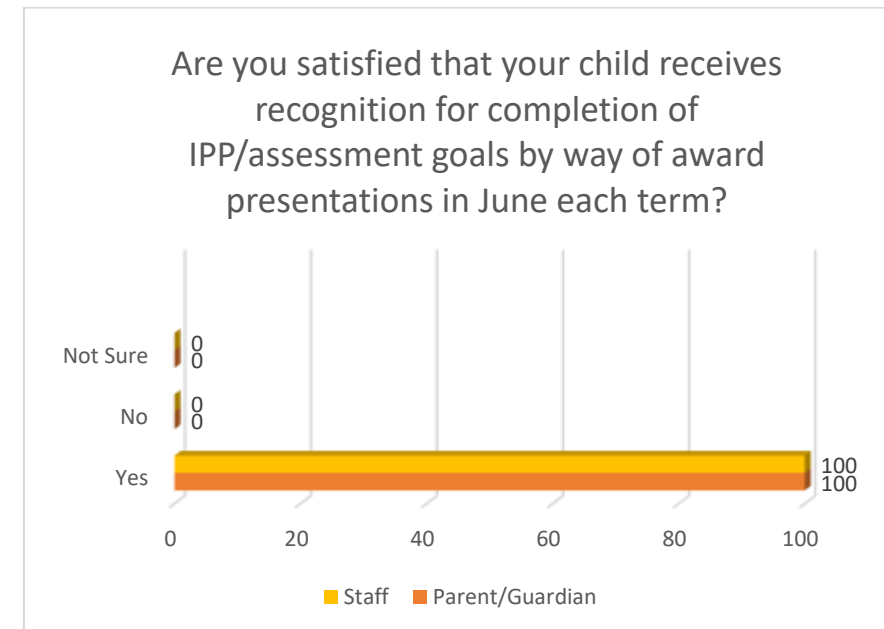 Are you satisfied that your child receives
recognition for completion of
IPP/assessment goals by way of award
presentations in June each term?
Not Sure
0
0
No
0
0
Yes
100
100
0 20 40 60 80 100
Staff Parent/Guardian